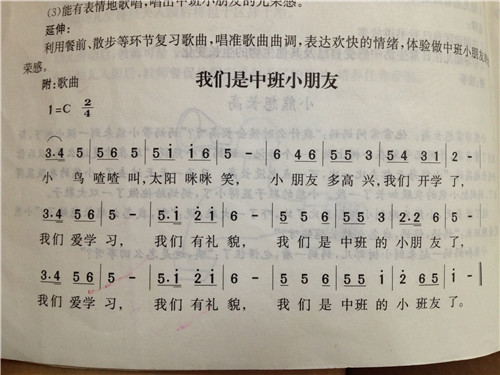 (3)能有表情地歌唱,唱出中班小朋友的光荣感。
延伸:
利用餐前、散步等环节复习歌曲,唱准歌曲曲调,表达欢快的情绪,体验做中班小朋友的
荣感。
附:歌曲
我们是中班小朋友
1=C 2/4
3.4 5 | 5 6 5 | 5 i i6 | 5 - | 6 4 6 | 5 5 3 | 5 4 3 1 | 2 - |
小 鸟 喳喳 叫,太阳 咪咪 笑, 小 朋友 多高 兴,我们 开学 了,
3.4 5 6 | 5 - | 5.i 2 i | 6 - | 5 5 6 | 5 5 3 | 2.2 6 5 | 5 - |
我们 爱学 习, 我们 有礼 貌, 我们 是 中班的 小朋友 了,
3.4 5 6 | 5 - | 5.i 2 i | 6 - | 5 5 6 | 5 5 i | 2 6 5 | i - |
我们 爱学 习, 我们 有礼 貌, 我们 是 中班的 小班友 了。